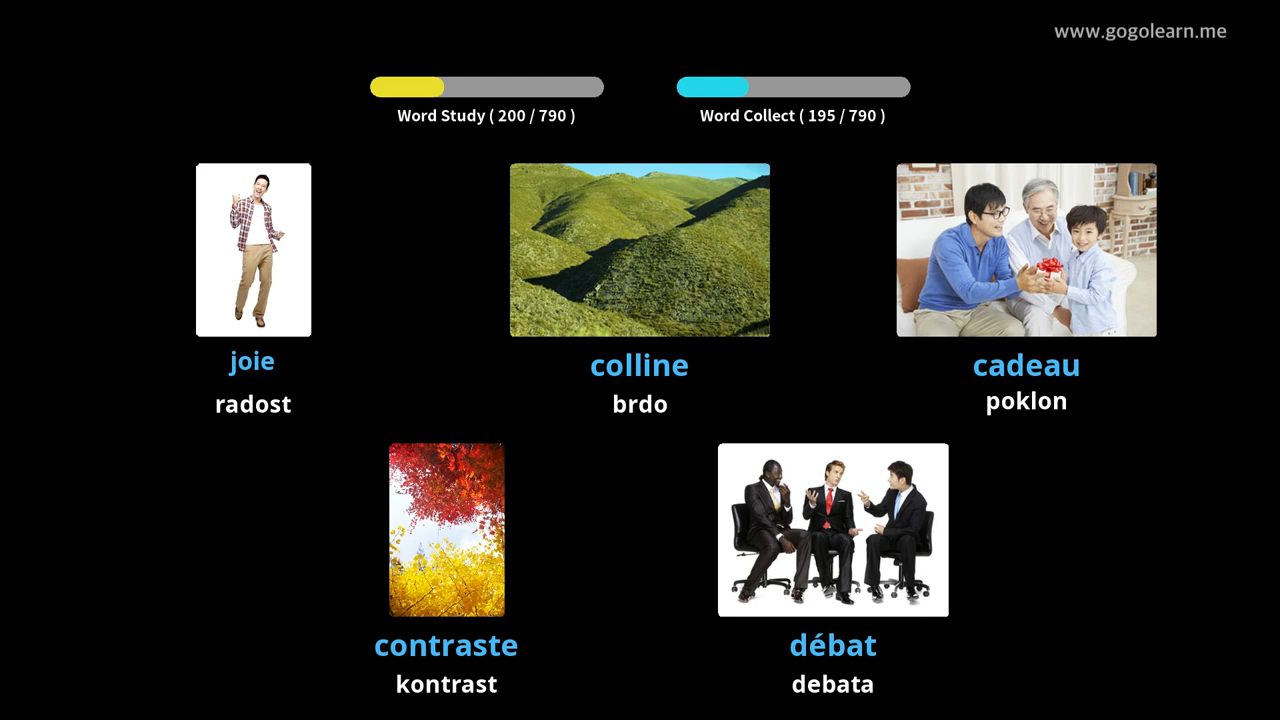 www.gogolearn.me
Word Study ( 200 / 790 )
Word Collect ( 195 / 790 )
joie
radost
colline
brdo
cadeau
poklon
contraste
kontrast
débat
debata